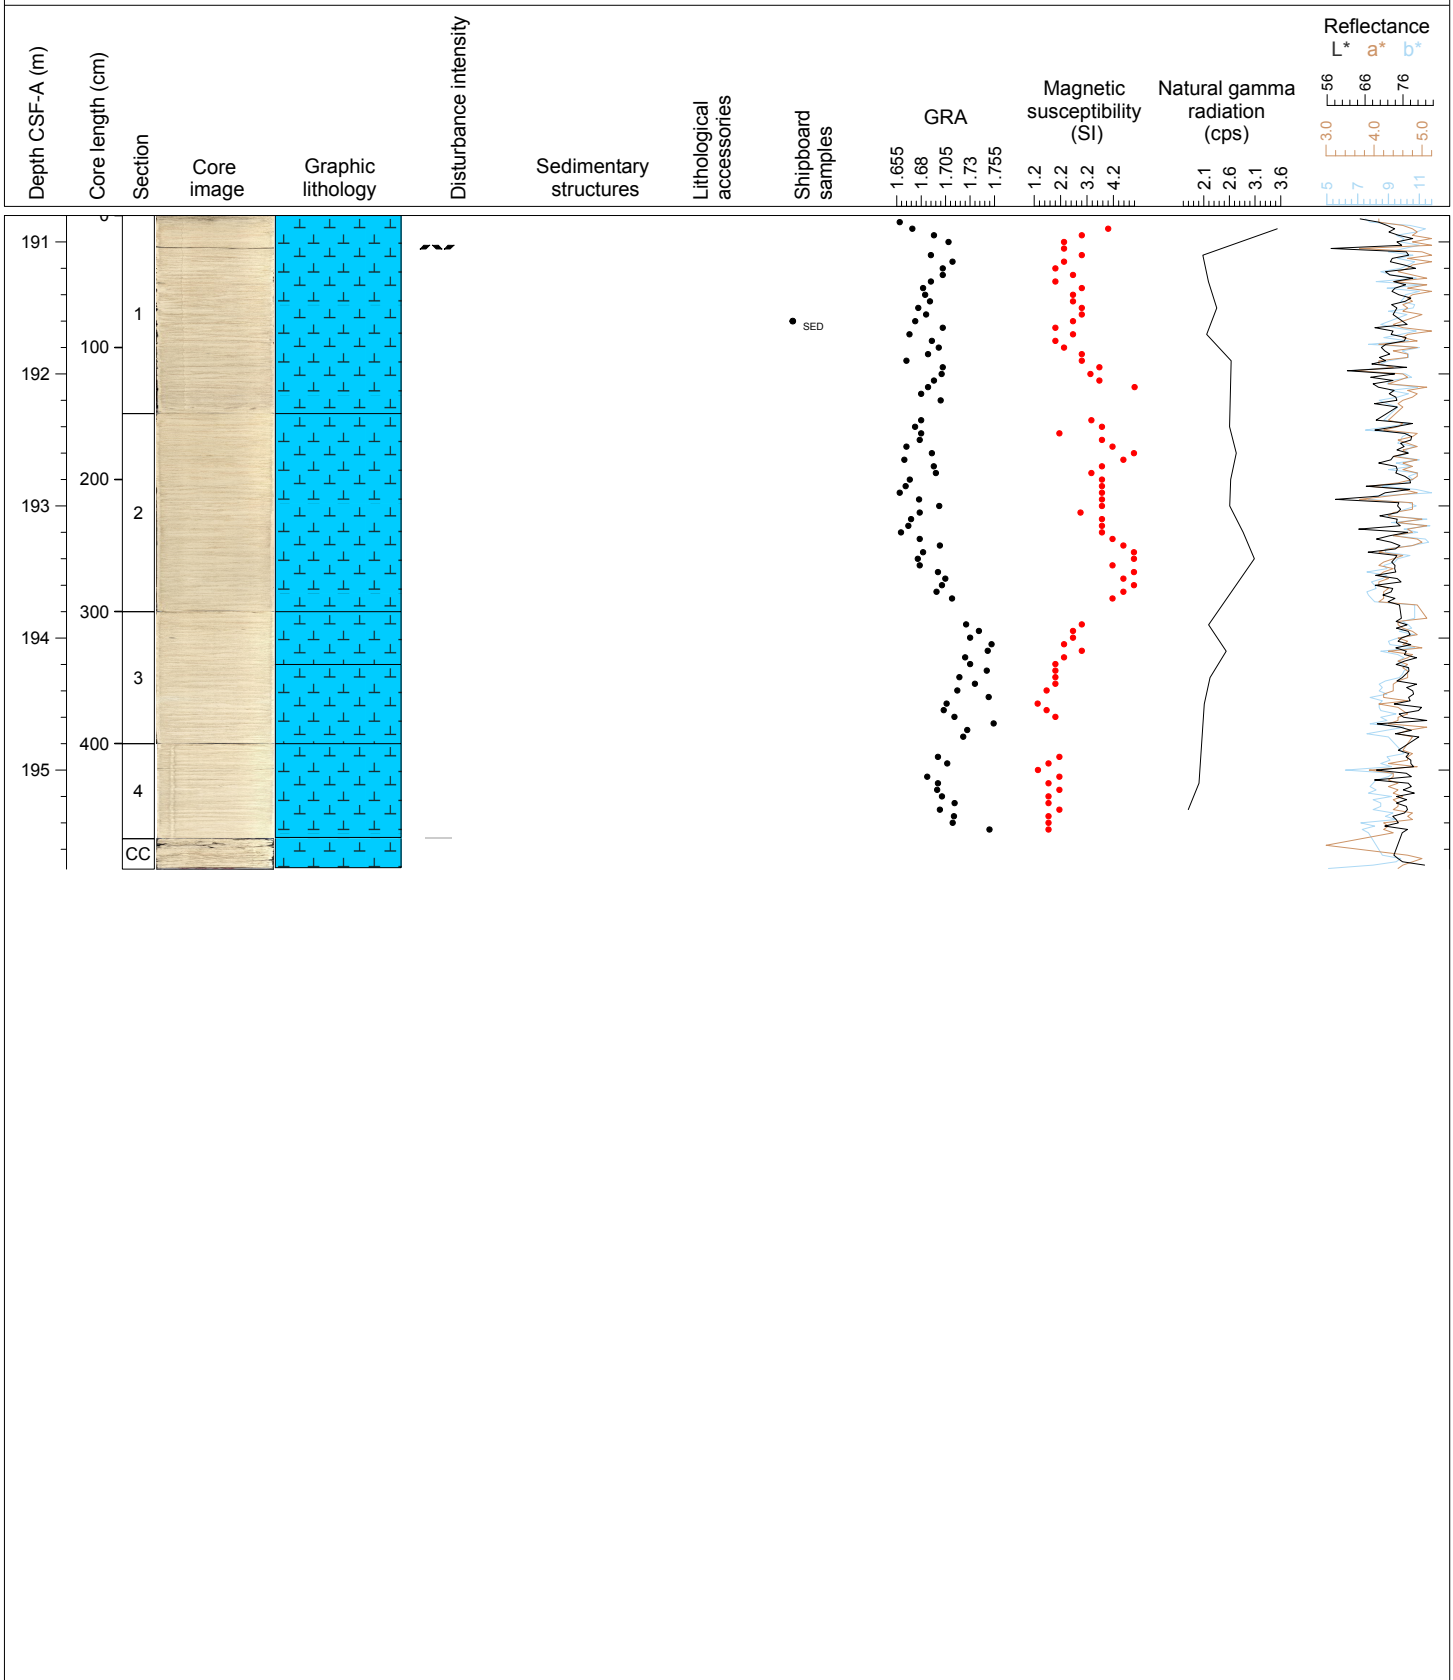 Depth CSF-A (m)
Core length (cm)
Section
Core
image
Graphic
lithology
Disturbance intensity
Sedimentary
structures
Lithological
accessories
Shipboard
samples
GRA
1.655
1.68
1.705
1.73
1.755
Magnetic
susceptibility
(SI)
1.2
2.2
3.2
4.2
Natural gamma
radiation
(cps)
2.1
2.6
3.1
3.6
Reflectance
L* a* b*
56
66
76
3.0
4.0
5.0
5
7
9
11
0
191
1
SED
100
192
200
193
2
300
194
3
400
195
4
CC